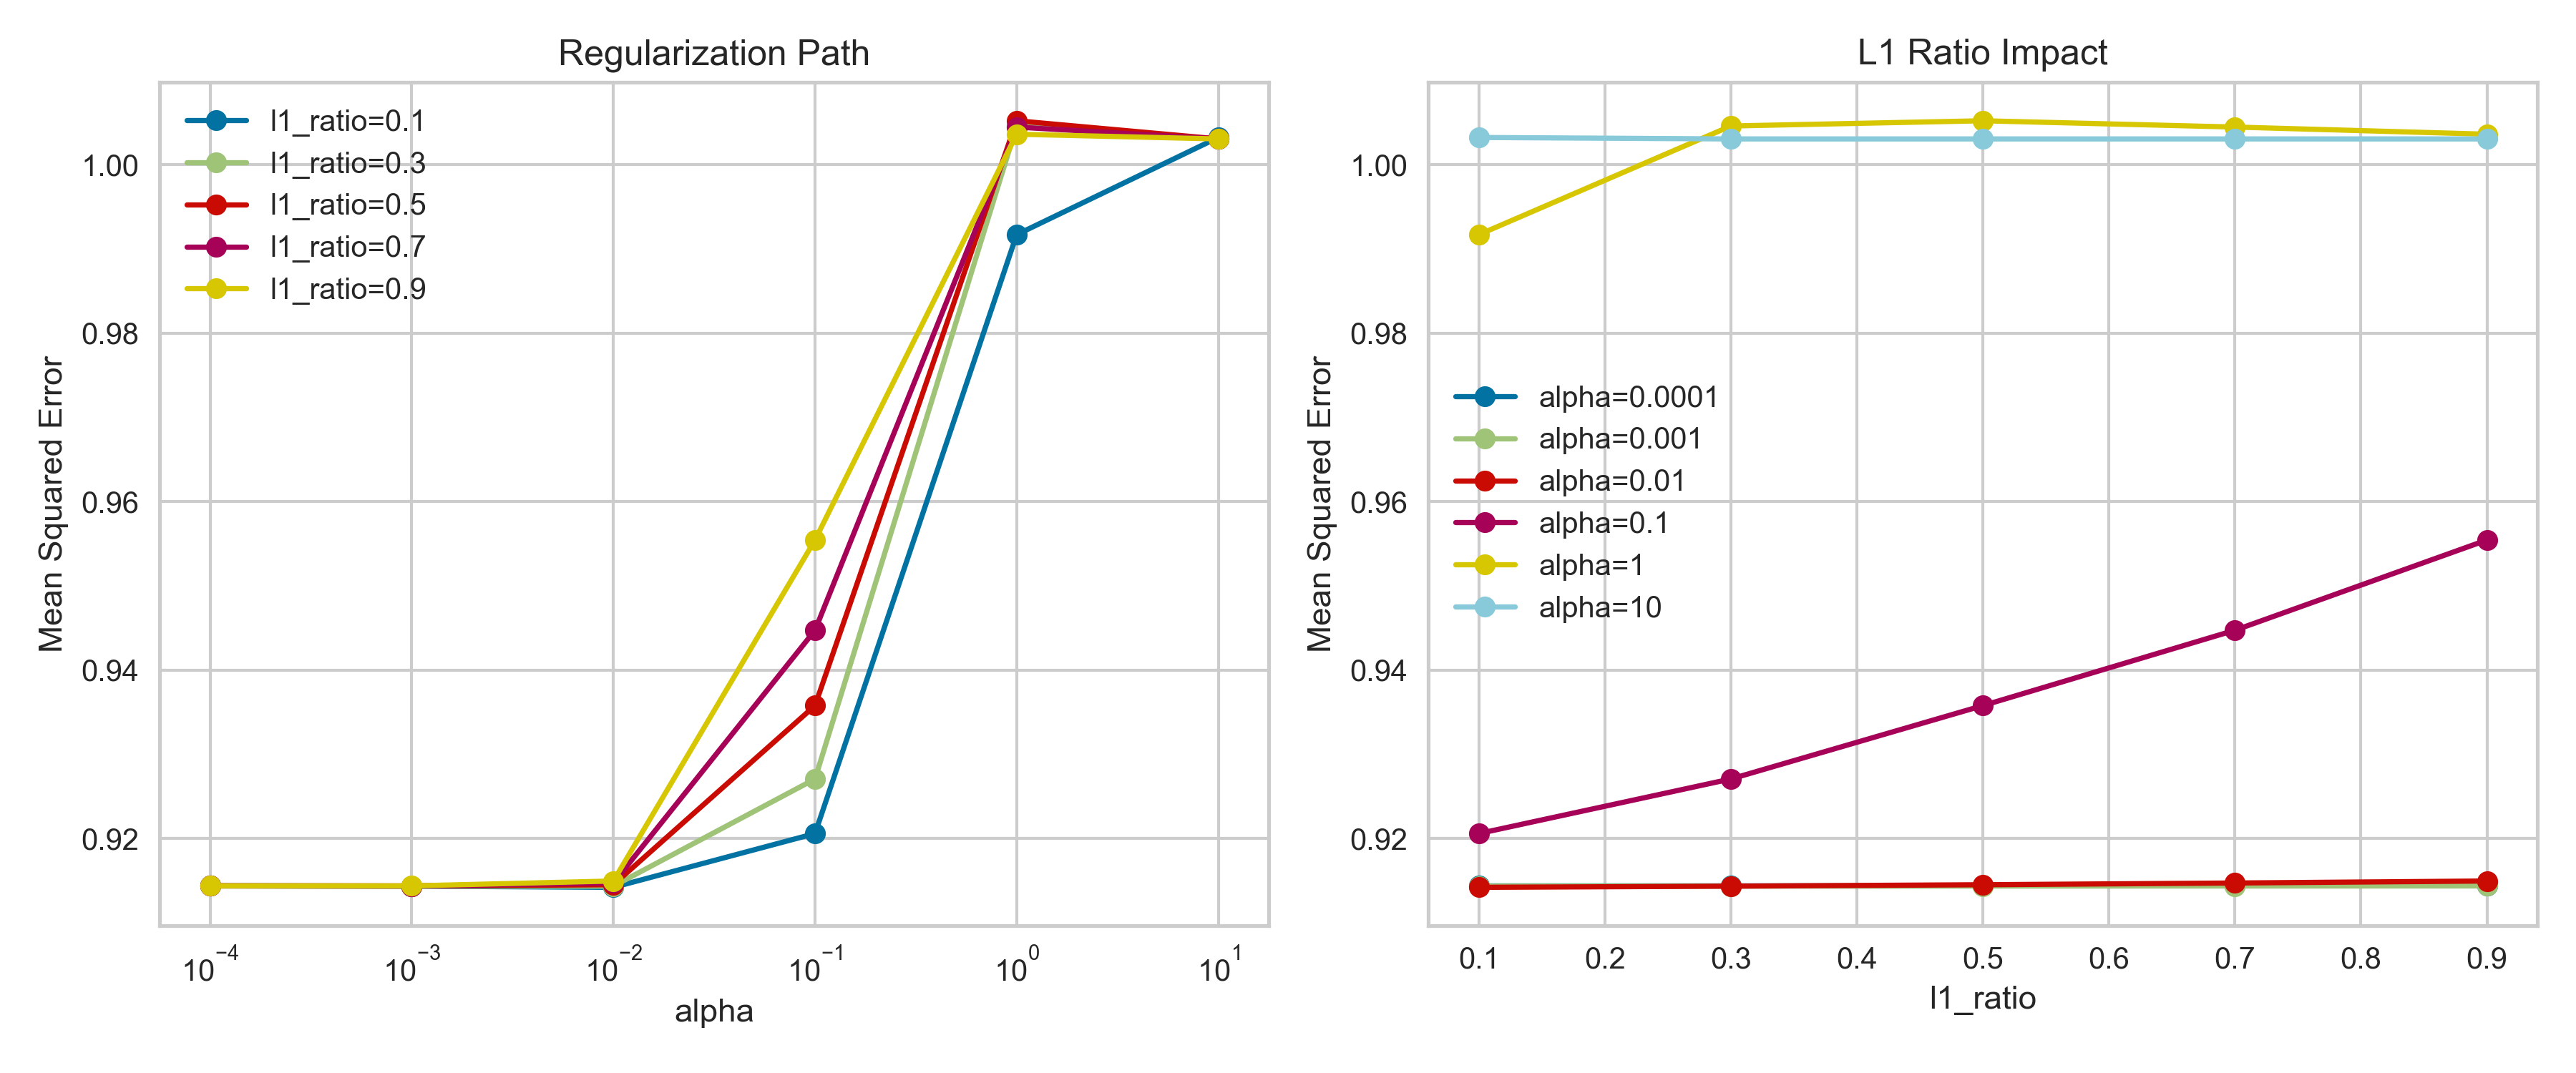 Regularization Path
l1_ratio=0.1
l1_ratio=0.3
l1_ratio=0.5
l1_ratio=0.7
l1_ratio=0.9
Mean Squared Error
1.00
0.98
0.96
0.94
0.92
10⁻⁴ 10⁻³ 10⁻² 10⁻¹ 10⁰ 10¹
alpha
L1 Ratio Impact
alpha=0.0001
alpha=0.001
alpha=0.01
alpha=0.1
alpha=1
alpha=10
Mean Squared Error
1.00
0.98
0.96
0.94
0.92
0.1 0.2 0.3 0.4 0.5 0.6 0.7 0.8 0.9
l1_ratio